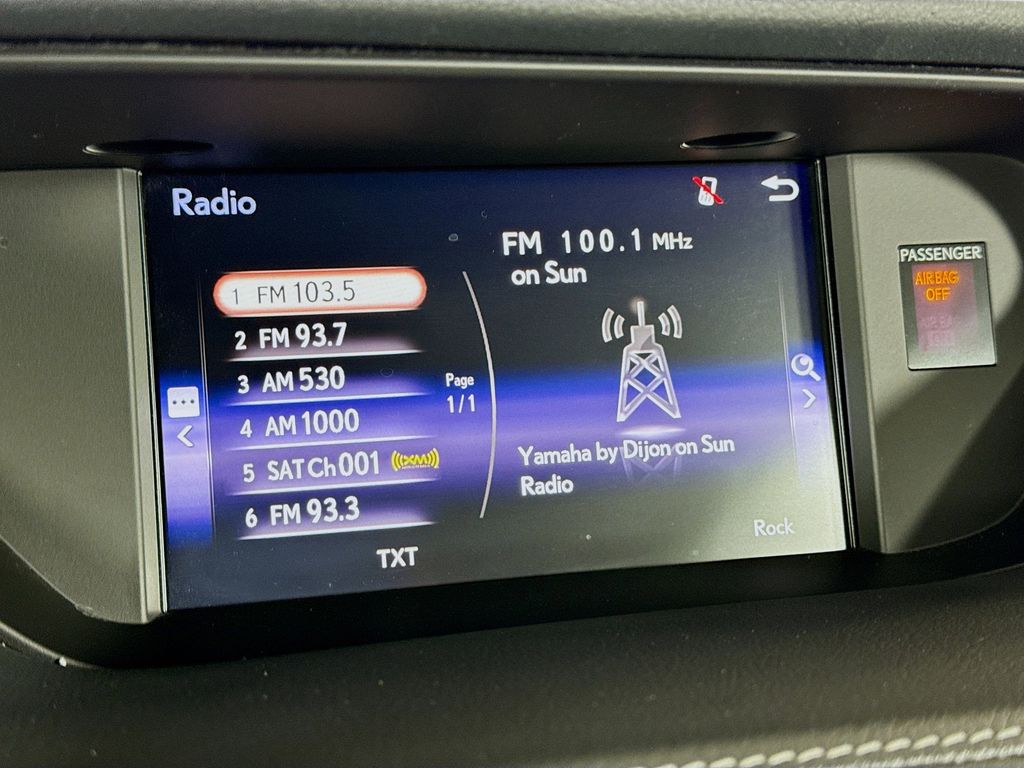 Radio
FM 100.1 MHz
on Sun
1 FM 103.5
2 FM 93.7
3 AM 530
4 AM 1000
5 SAT Ch 001 XM
6 FM 93.3
Page
1/1
Yamaha by Dijon on Sun
Radio
Rock
TXT
PASSENGER
AIRBAG
OFF